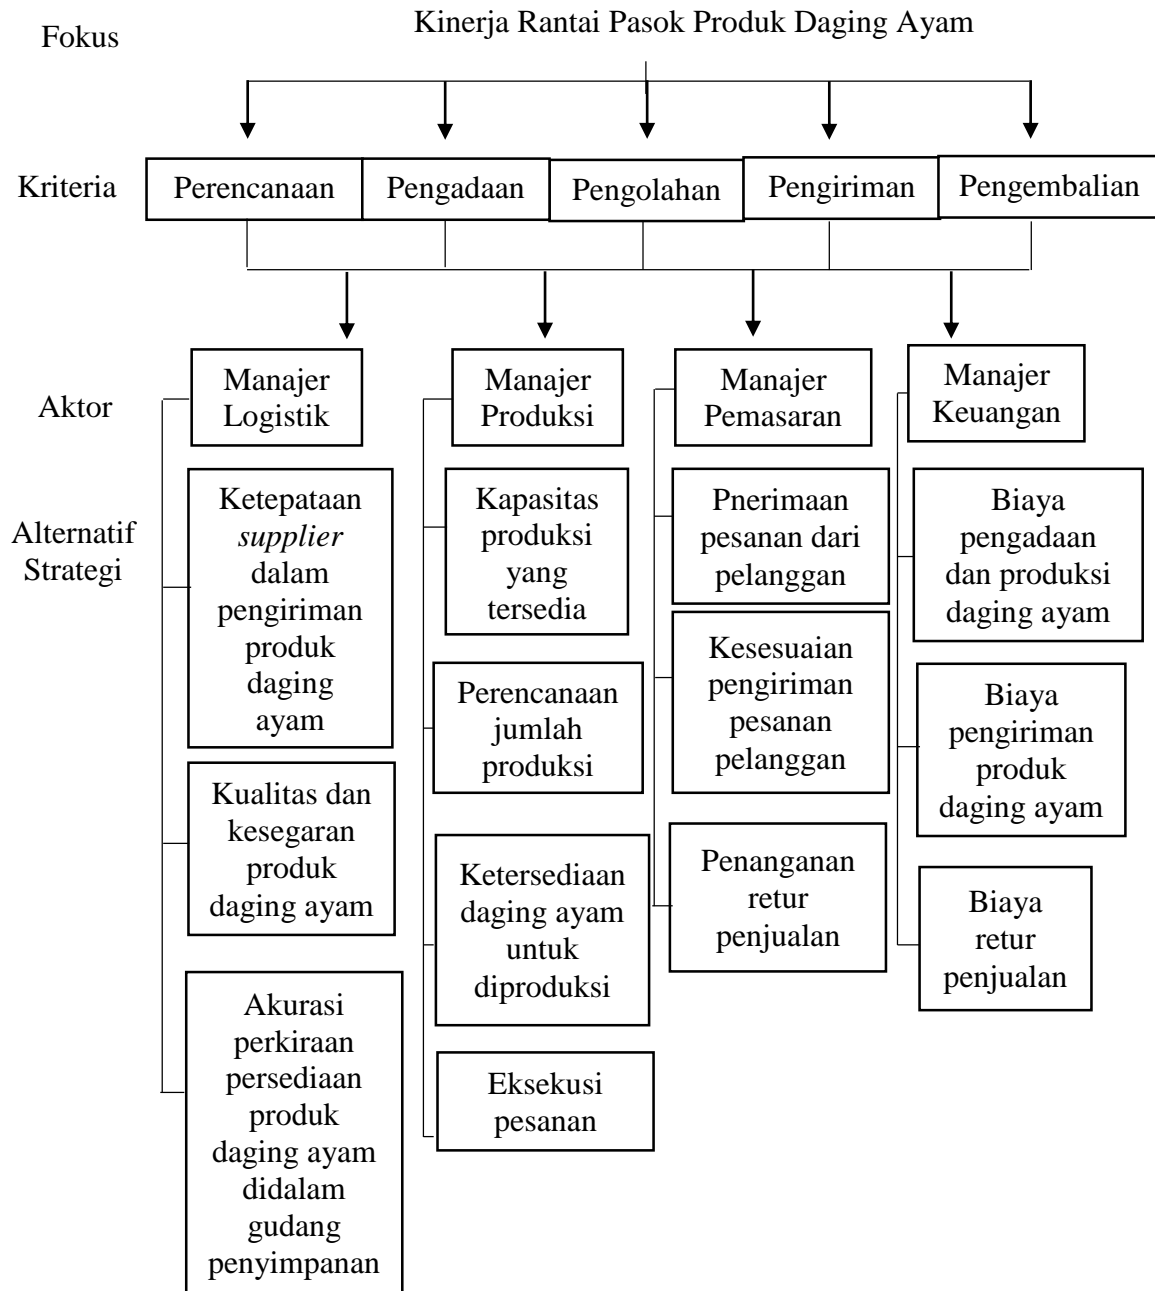 Fokus
Kinerja Rantai Pasok Produk Daging Ayam
Kriteria
Perencanaan
Pengadaan
Pengolahan
Pengiriman
Pengembalian
Aktor
Manajer
Logistik
Manajer
Produksi
Manajer
Pemasaran
Manajer
Keuangan
Alternatif
Strategi
Ketepataan
supplier
dalam
pengiriman
produk
daging
ayam
Kualitas dan
kesegaran
produk
daging ayam
Akurasi
perkiraan
persediaan
produk
daging ayam
didalam
gudang
penyimpanan
Kapasitas
produksi
yang
tersedia
Perencanaan
jumlah
produksi
Ketersediaan
daging ayam
untuk
diproduksi
Eksekusi
pesanan
Pnerimaan
pesanan dari
pelanggan
Kesesuaian
pengiriman
pesanan
pelanggan
Penanganan
retur
penjualan
Biaya
pengadaan
dan produksi
daging ayam
Biaya
pengiriman
produk
daging ayam
Biaya
retur
penjualan